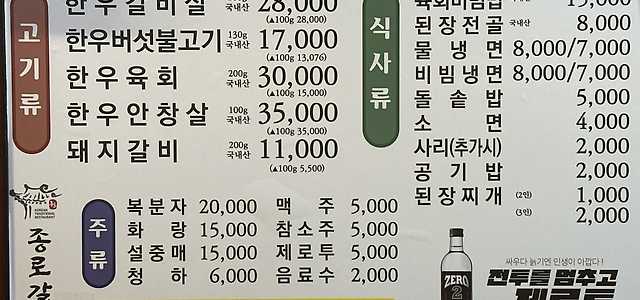 고기류
한우갈비살 국내산 28,000
(▲100g 28,000)
한우버섯불고기 130g 국내산 17,000
(▲100g 13,076)
한우육회 200g 국내산 30,000
(▲100g 15,000)
한우안창살 100g 국내산 35,000
(▲100g 35,000)
돼지갈비 200g 국내산 11,000
(▲100g 5,500)
식사류
육회비빔밥
된장전골 국내산 8,000
물냉면 8,000/7,000
비빔냉면 8,000/7,000
돌솥밥 5,000
소면 4,000
사리(추가시) 2,000
공기밥 2,000
된장찌개 (2인) 1,000
(3인) 2,000
주류
복분자 20,000 맥주 5,000
화랑 15,000 참소주 5,000
설중매 15,000 제로투 5,000
청하 6,000 음료수 2,000
KOREAN
TRADITIONAL
RESTAURANT
종로갈
ZERO
2
싸우다 늙기엔 인생이 아깝다!
전투를 멈추고
제로투